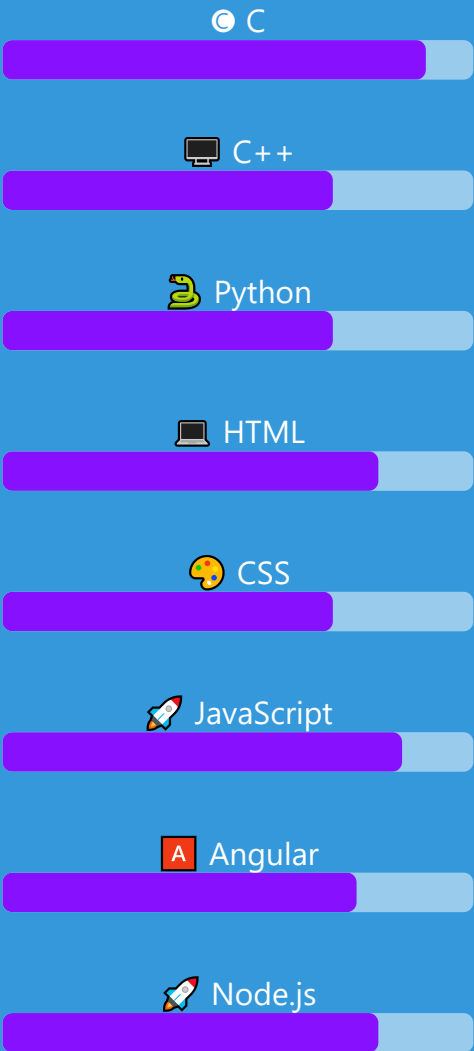 🅒 C
🖥️ C++
🐍 Python
💻 HTML
🎨 CSS
🚀 JavaScript
🅰 Angular
🚀 Node.js